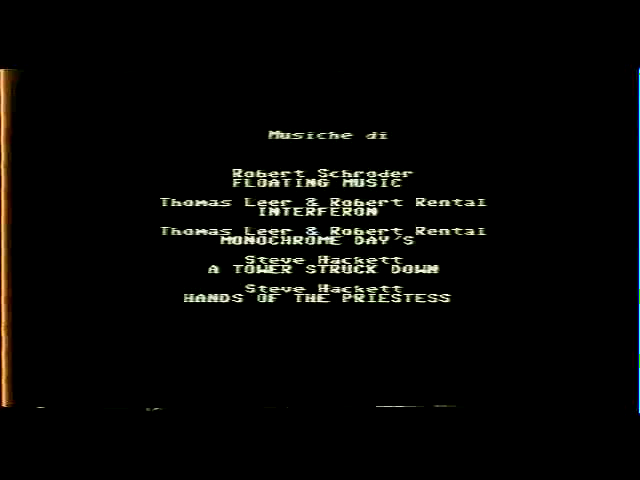 Musiche di
Robert Schroder
FLOATING MUSIC
Thomas Leer & Robert Rental
INTERFERON
Thomas Leer & Robert Rental
MONOCHROME DAY'S
Steve Hackett
A TOWER STRUCK DOWN
Steve Hackett
HANDS OF THE PRIESTESS